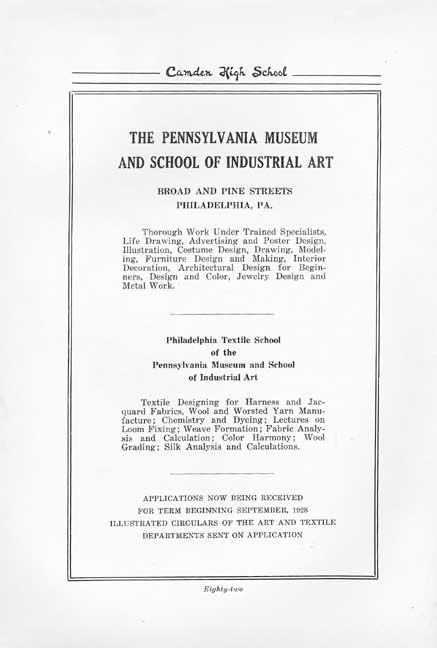 Camden High School
THE PENNSYLVANIA MUSEUM
AND SCHOOL OF INDUSTRIAL ART
BROAD AND PINE STREETS
PHILADELPHIA, PA.
Thorough Work Under Trained Specialists,
Life Drawing, Advertising and Poster Design,
Illustration, Costume Design, Drawing, Model-
ing, Furniture Design and Making, Interior
Decoration, Architectural Design for Begin-
ners, Design and Color, Jewelry Design and
Metal Work.
Philadelphia Textile School
of the
Pennsylvania Museum and School
of Industrial Art
Textile Designing for Harness and Jac-
quard Fabrics, Wool and Worsted Yarn Manu-
facture; Chemistry and Dyeing; Lectures on
Loom Fixing; Weave Formation; Fabric Analy-
sis and Calculation; Color Harmony; Wool
Grading; Silk Analysis and Calculations.
APPLICATIONS NOW BEING RECEIVED
FOR TERM BEGINNING SEPTEMBER, 1928
ILLUSTRATED CIRCULARS OF THE ART AND TEXTILE
DEPARTMENTS SENT ON APPLICATION
Eighty-two